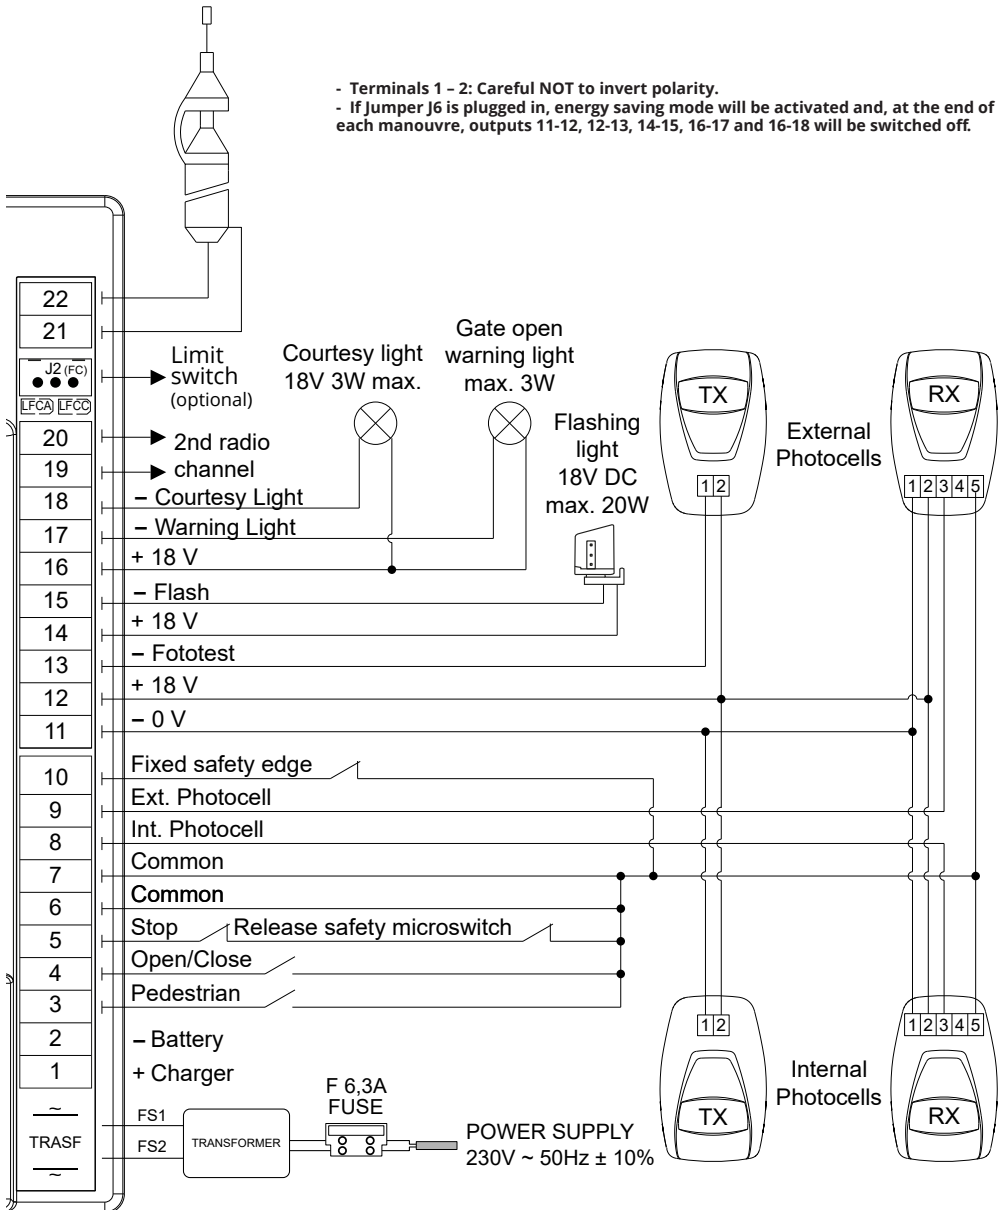 - Terminals 1 – 2: Careful NOT to invert polarity.
- If Jumper J6 is plugged in, energy saving mode will be activated and, at the end of
each manouvre, outputs 11-12, 12-13, 14-15, 16-17 and 16-18 will be switched off.
22
21
J2 (FC)
LFCA LFCC
Limit
switch
(optional)
20
19
2nd radio
channel
18
– Courtesy Light
17
– Warning Light
16
+ 18 V
15
– Flash
14
+ 18 V
13
– Fototest
12
+ 18 V
11
– 0 V
10
Fixed safety edge
9
Ext. Photocell
8
Int. Photocell
7
Common
6
Common
5
Stop
Release safety microswitch
4
Open/Close
3
Pedestrian
2
– Battery
1
+ Charger
~
TRASF
~
FS1
FS2
TRANSFORMER
F 6,3A
FUSE
POWER SUPPLY
230V ~ 50Hz ± 10%
Courtesy light
18V 3W max.
Gate open
warning light
max. 3W
Flashing
light
18V DC
max. 20W
TX
1 2
External
Photocells
RX
1 2 3 4 5
1 2
TX
Internal
Photocells
1 2 3 4 5
RX